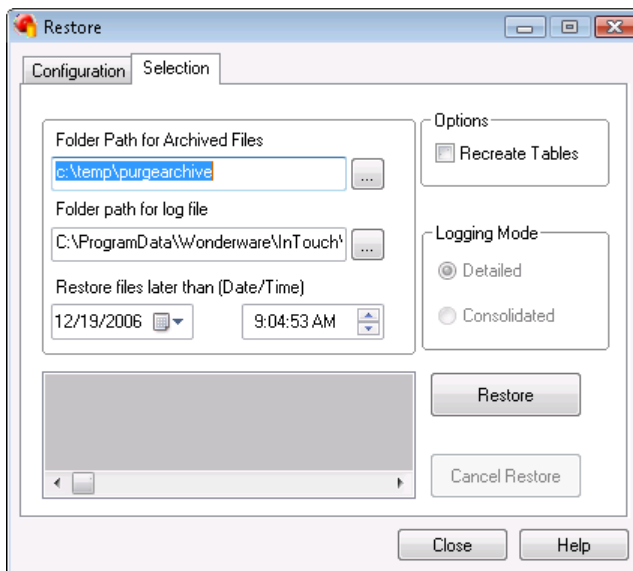 Restore
Configuration
Selection
Folder Path for Archived Files
c:\temp\purgearchive
...
Folder path for log file
C:\ProgramData\Wonderware\InTouch\
...
Restore files later than (Date/Time)
12/19/2006
9:04:53 AM
Options
Recreate Tables
Logging Mode
Detailed
Consolidated
Restore
Cancel Restore
Close
Help